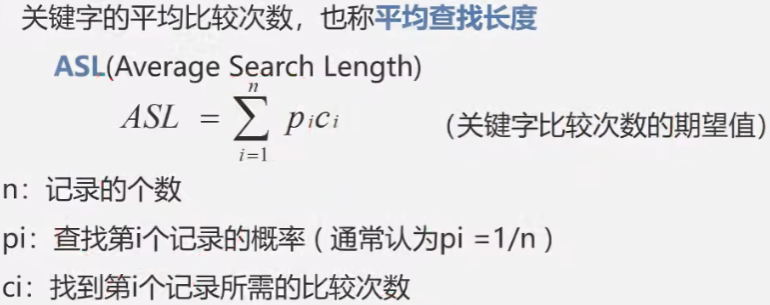 关键字的平均比较次数，也称平均查找长度
ASL(Average Search Length)
ASL = n∑i=1 pici （关键字比较次数的期望值）
n：记录的个数
pi：查找第i个记录的概率 ( 通常认为pi =1/n )
ci：找到第i个记录所需的比较次数